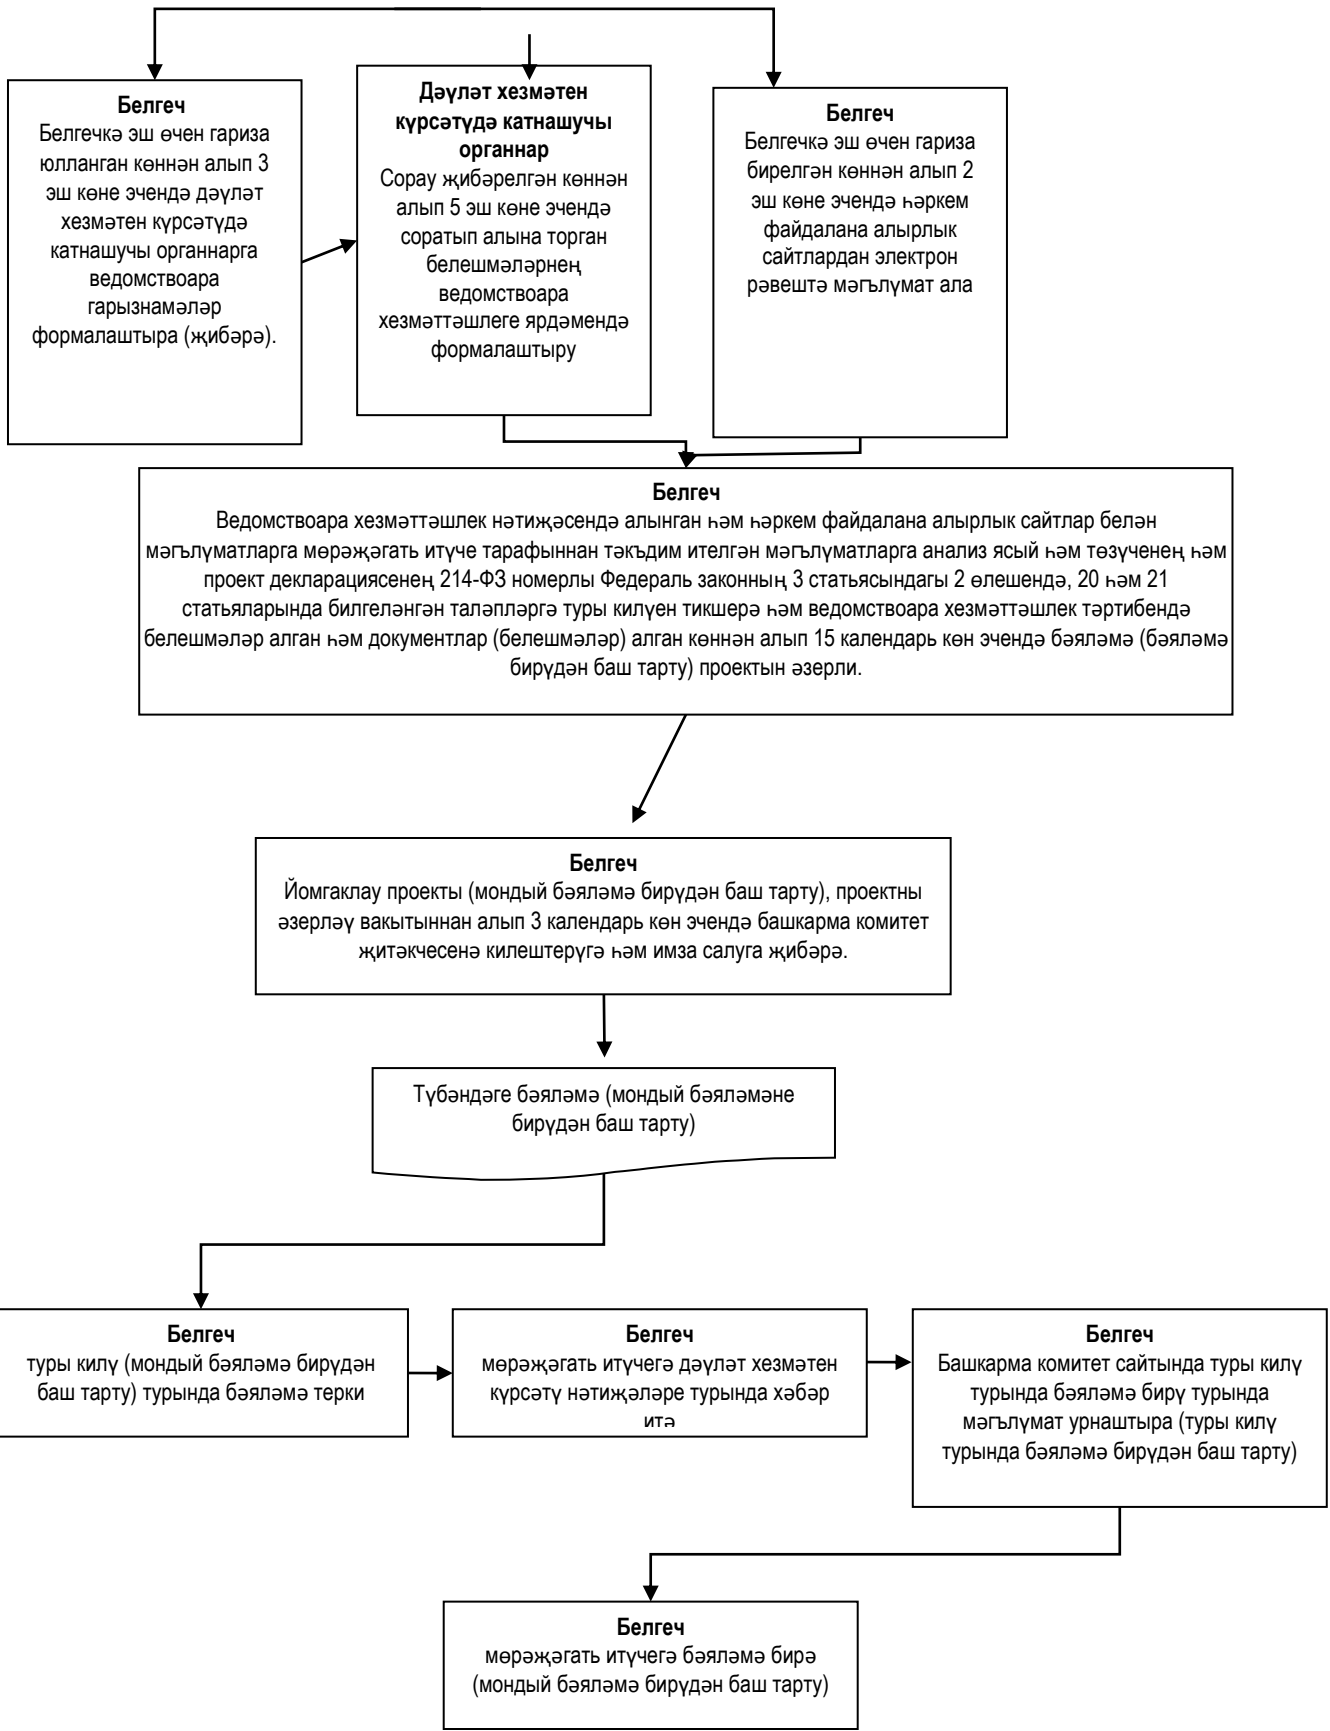 Белгеч
Белгечкә эш өчен гариза
юлланган көннән алып 3
эш көне эчендә дәүләт
хезмәтен күрсәтүдә
катнашучы органнарга
ведомствоара
гарызнамәләр
формалаштыра (җибәрә).
Дәүләт хезмәтен
күрсәтүдә катнашучы
органнар
Сорау җибәрелгән көннән
алып 5 эш көне эчендә
соратып алына торган
белешмәләрнең
ведомствоара
хезмәттәшлеге ярдәмендә
формалаштыру
Белгеч
Белгечкә эш өчен гариза
бирелгән көннән алып 2
эш көне эчендә һәркем
файдалана алырлык
сайтлардан электрон
рәвештә мәгълүмат ала
Белгеч
Ведомствоара хезмәттәшлек нәтиҗәсендә алынган һәм һәркем файдалана алырлык сайтлар белән
мәгълүматларга мөрәҗәгать итүче тарафыннан тәкъдим ителгән мәгълүматларга анализ ясый һәм төзүченең һәм
проект декларациясенең 214-ФЗ номерлы Федераль законның 3 статьясындагы 2 өлешендә, 20 һәм 21
статьяларында билгеләнгән таләпләргә туры килүен тикшерә һәм ведомствоара хезмәттәшлек тәртибендә
белешмәләр алган һәм документлар (белешмәләр) алган көннән алып 15 календарь көн эчендә бәяләмә (бәяләмә
бирүдән баш тарту) проектын әзерли.
Белгеч
Йомгаклау проекты (мондый бәяләмә бирүдән баш тарту), проектны
әзерләү вакытыннан алып 3 календарь көн эчендә башкарма комитет
җитәкчесенә килештерүгә һәм имза салуга җибәрә.
Түбәндәге бәяләмә (мондый бәяләмәне
бирүдән баш тарту)
Белгеч
туры килү (мондый бәяләмә бирүдән
баш тарту) турында бәяләмә терки
Белгеч
мөрәҗәгать итүчегә дәүләт хезмәтен
күрсәтү нәтиҗәләре турында хәбәр
итә
Белгеч
Башкарма комитет сайтында туры килү
турында бәяләмә бирү турында
мәгълүмат урнаштыра (туры килү
турында бәяләмә бирүдән баш тарту)
Белгеч
мөрәҗәгать итүчегә бәяләмә бирә
(мондый бәяләмә бирүдән баш тарту)